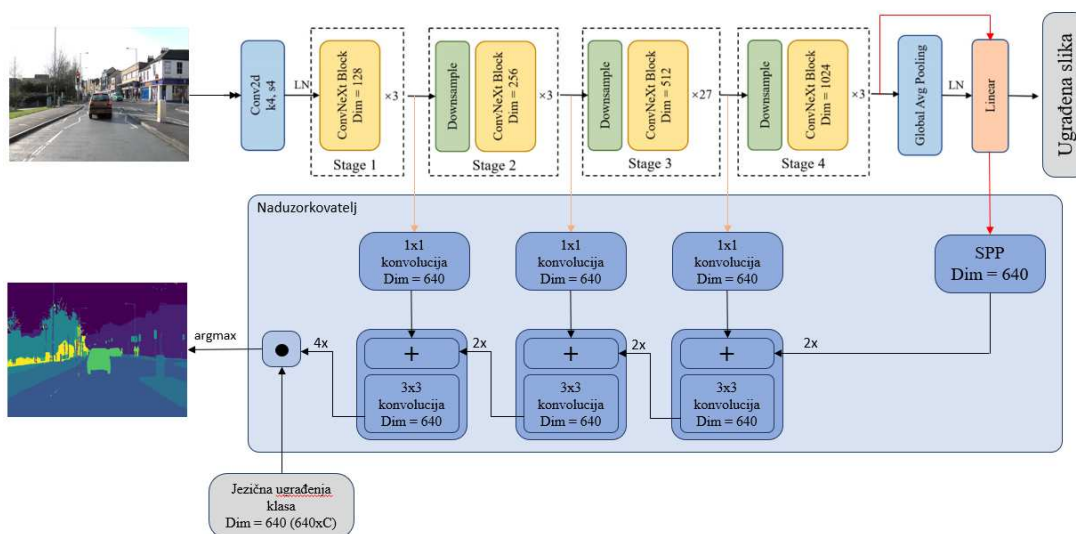 Conv2d
k4, s4
LN
ConvNeXt Block
Dim = 128
×3
Stage 1
Downsample
ConvNeXt Block
Dim = 256
×3
Stage 2
Downsample
ConvNeXt Block
Dim = 512
×27
Stage 3
Downsample
ConvNeXt Block
Dim = 1024
×3
Stage 4
Global Avg Pooling
LN
Linear
Ugrađena slika
Naduzorkovatelj
1x1
konvolucija
Dim = 640
1x1
konvolucija
Dim = 640
1x1
konvolucija
Dim = 640
SPP
Dim = 640
argmax
4x
+
2x
+
2x
+
2x
3x3
konvolucija
Dim = 640
3x3
konvolucija
Dim = 640
3x3
konvolucija
Dim = 640
Jezična ugrađenja
klasa
Dim = 640 (640xC)